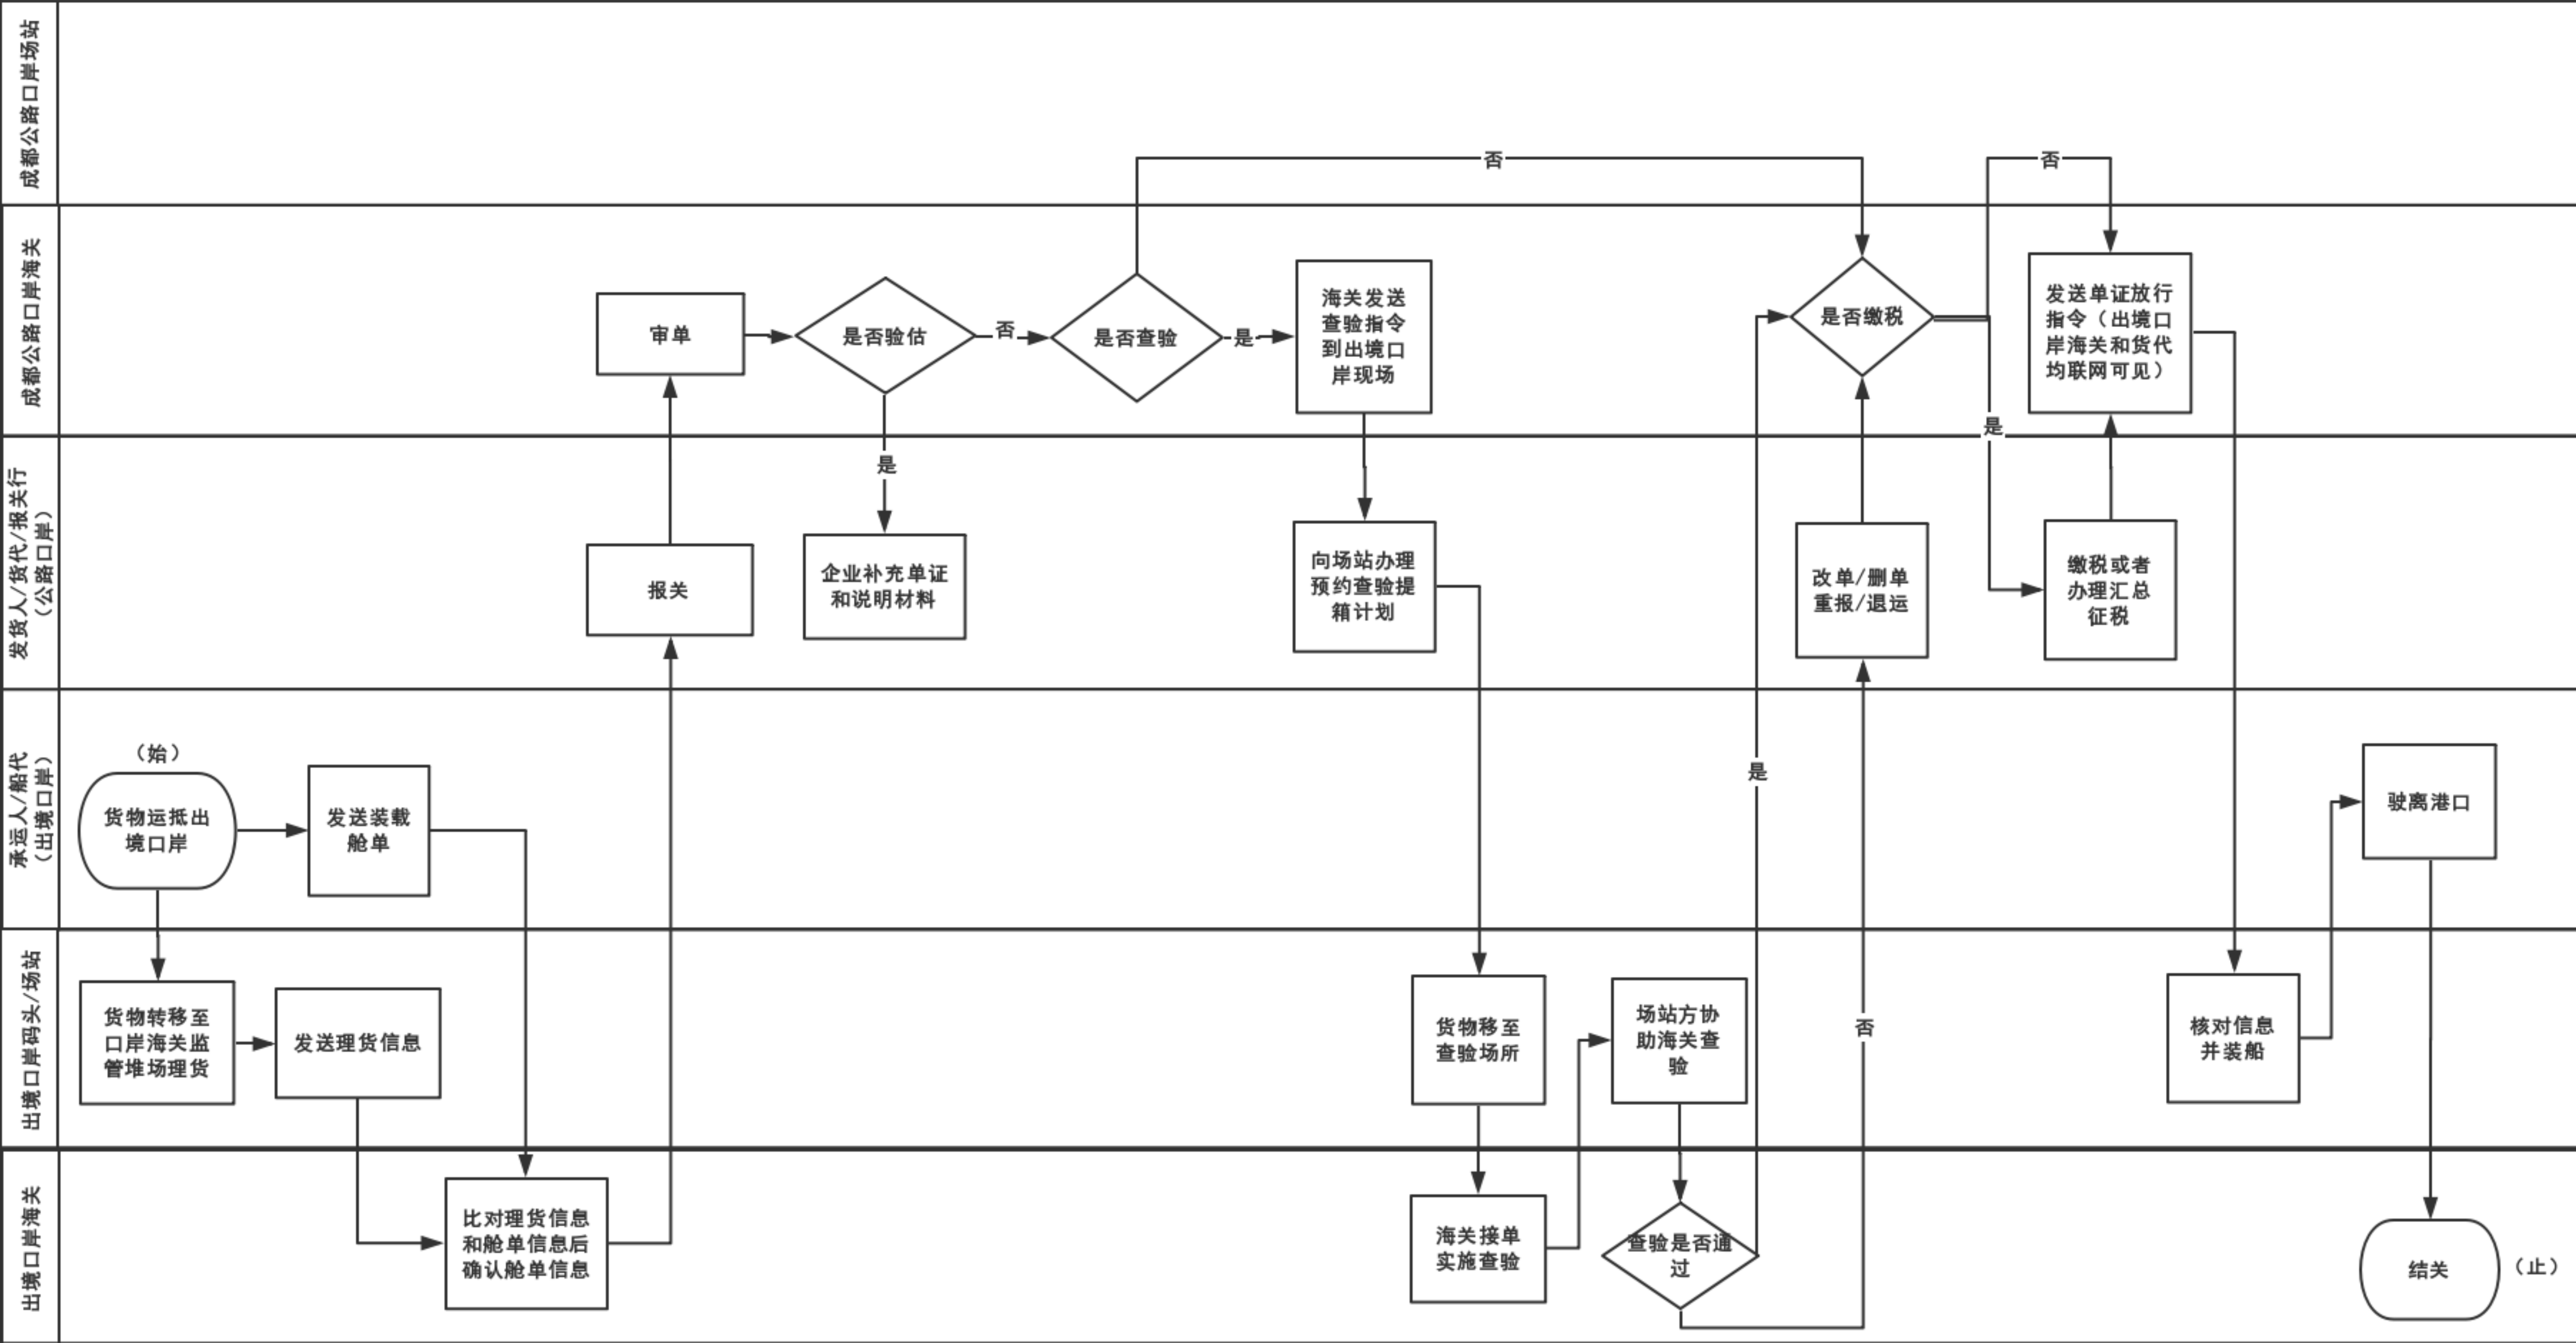 成都公路口岸场站
否
否
成都公路口岸海关
审单
是否验估
否
是否查验
是
海关发送
查验指令
到出境口
岸现场
是否缴税
是
发送单证放行
指令（出境口
岸海关和货代
均联网可见）
发货人/货代/报关行
（公路口岸）
报关
是
企业补充单证
和说明材料
向场站办理
预约查验提
箱计划
改单/删单
重报/退运
缴税或者
办理汇总
征税
承运人/船代
（出境口岸）
（始）
货物运抵出
境口岸
发送装载
舱单
是
驶离港口
出境口岸码头/场站
货物转移至
口岸海关监
管堆场理货
发送理货信息
货物移至
查验场所
场站方协
助海关查
验
否
核对信息
并装船
出境口岸海关
比对理货信息
和舱单信息后
确认舱单信息
海关接单
实施查验
查验是否通
过
结关
（止）